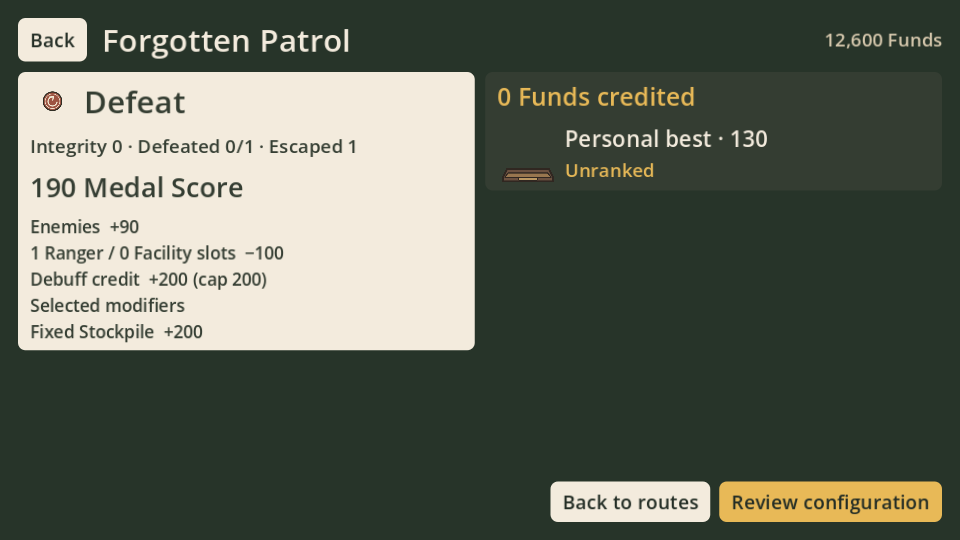 Back
Forgotten Patrol
12,600 Funds
Defeat
Integrity 0 · Defeated 0/1 · Escaped 1
190 Medal Score
Enemies +90
1 Ranger / 0 Facility slots −100
Debuff credit +200 (cap 200)
Selected modifiers
Fixed Stockpile +200
0 Funds credited
Personal best · 130
Unranked
Back to routes
Review configuration